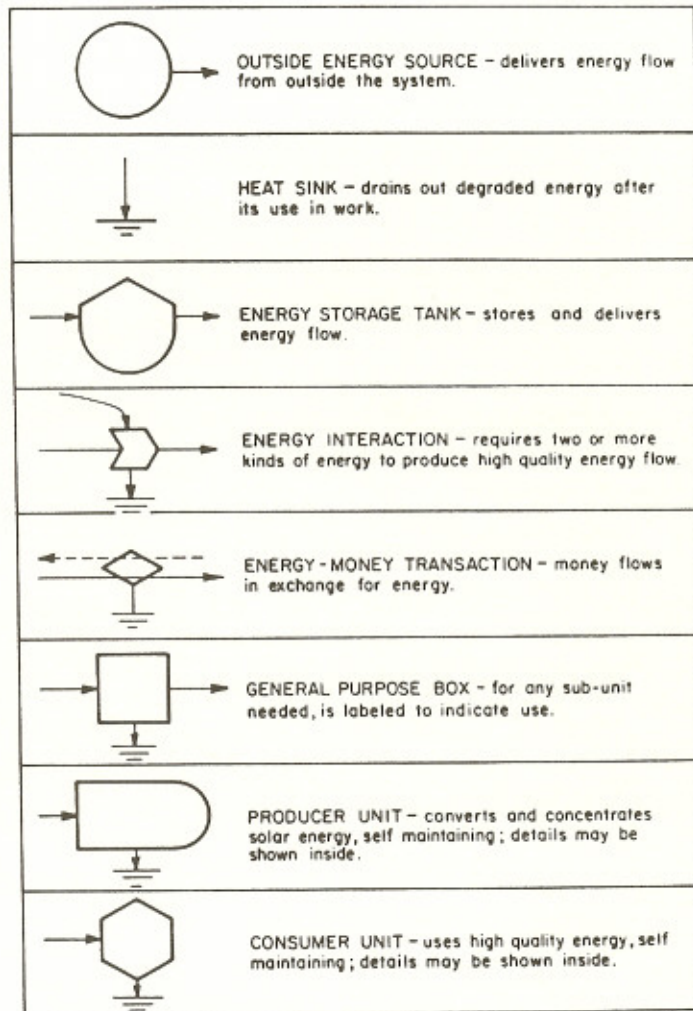 OUTSIDE ENERGY SOURCE – delivers energy flow
from outside the system.
HEAT SINK – drains out degraded energy after
its use in work.
ENERGY STORAGE TANK – stores and delivers
energy flow.
ENERGY INTERACTION – requires two or more
kinds of energy to produce high quality energy flow.
ENERGY - MONEY TRANSACTION – money flows
in exchange for energy.
GENERAL PURPOSE BOX – for any sub-unit
needed, is labeled to indicate use.
PRODUCER UNIT – converts and concentrates
solar energy, self maintaining; details may be
shown inside.
CONSUMER UNIT – uses high quality energy, self
maintaining; details may be shown inside.